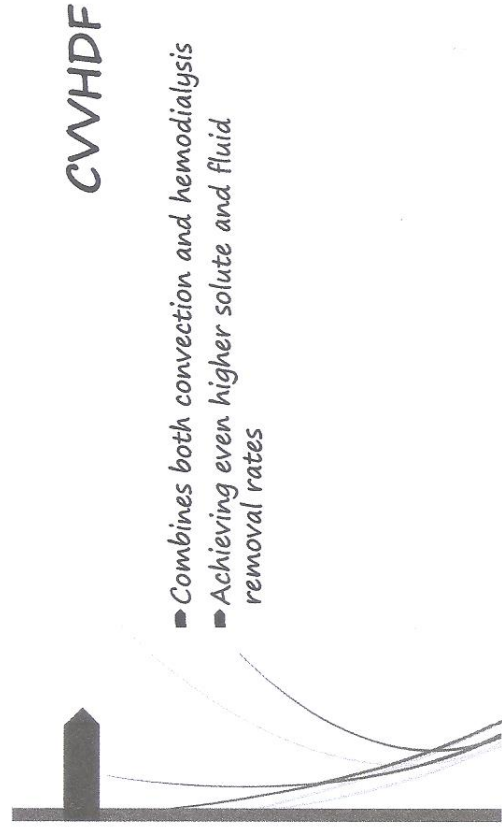 CVVHDF
Combines both convection and hemodialysis
Achieving even higher solute and fluid
removal rates